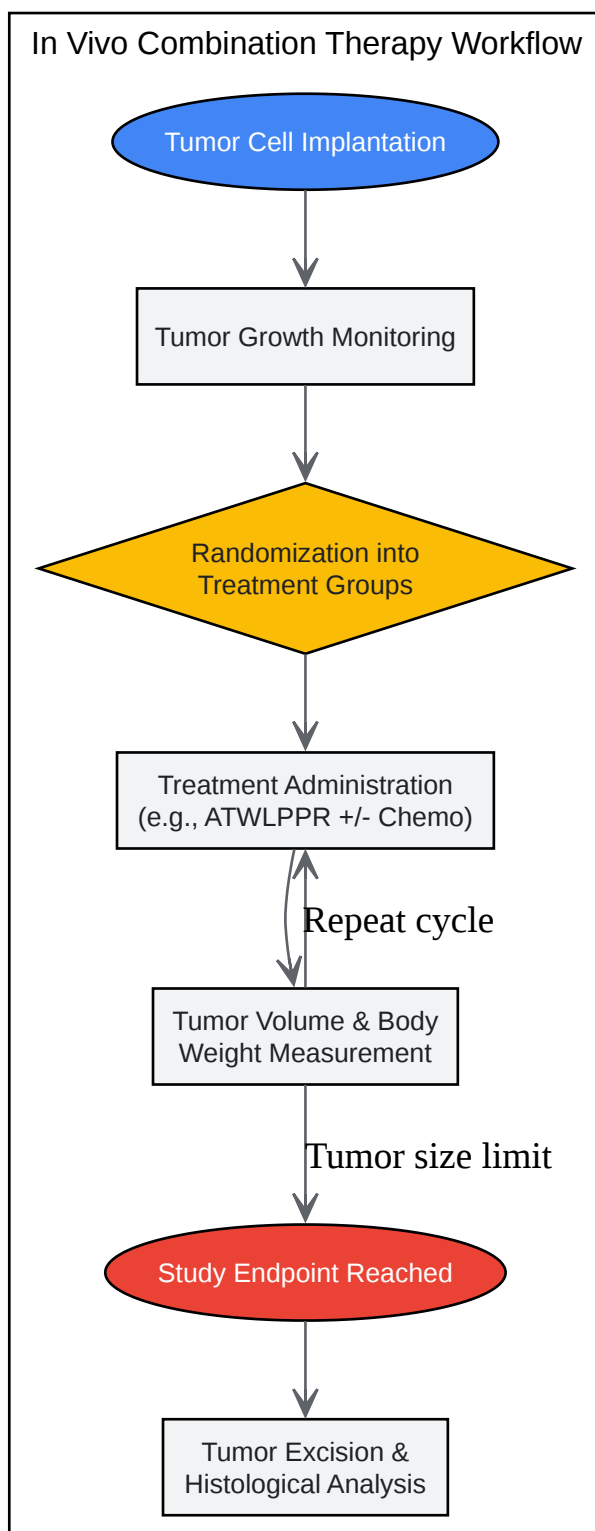 In Vivo Combination Therapy Workflow
Tumor Cell Implantation
Tumor Growth Monitoring
Randomization into
Treatment Groups
Treatment Administration
(e.g., ATWLPPR +/- Chemo)
Repeat cycle
Tumor Volume & Body
Weight Measurement
Tumor size limit
Study Endpoint Reached
Tumor Excision &
Histological Analysis